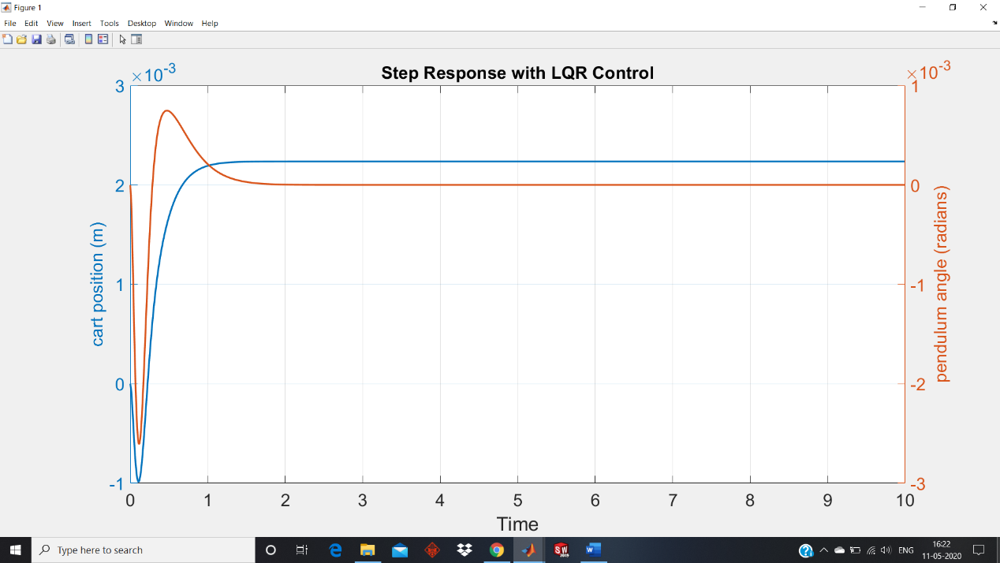 Figure 1
File Edit View Insert Tools Desktop Window Help
×10-3
Step Response with LQR Control
×10-3
3
2
1
0
-1
cart position (m)
1
0
-1
-2
-3
pendulum angle (radians)
0 1 2 3 4 5 6 7 8 9 10
Time
Type here to search
SW
2019
W
ENG
16:22
11-05-2020